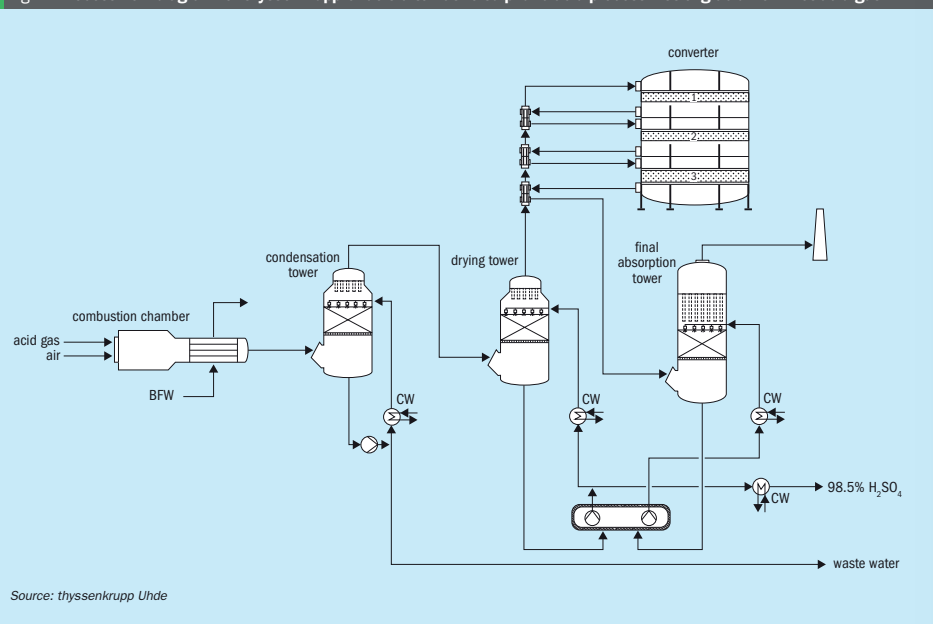 converter
1
2
3
condensation
tower
drying tower
final
absorption
tower
combustion chamber
acid gas
air
BFW
CW
CW
CW
98.5% H₂SO₄
CW
waste water
Source: thyssenkrupp Uhde